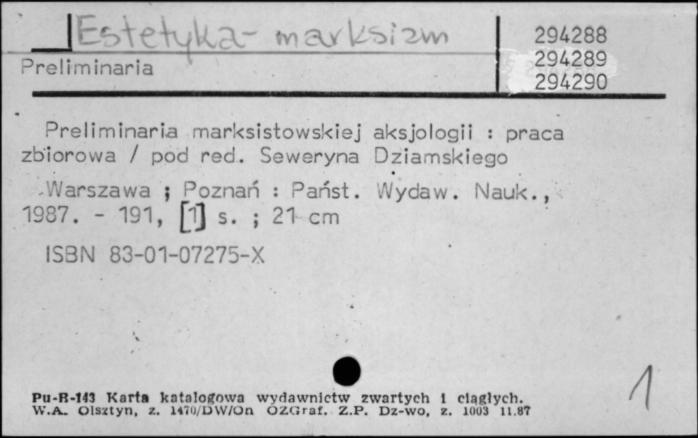 Estetyka - marksizm
294288
294289
294290
Preliminaria
Preliminaria marksistowskiej aksjologii : praca
zbiorowa / pod red. Seweryna Dziamskiego
Warszawa ; Poznań : Państ. Wydaw. Nauk.,
1987. - 191, [1] s. ; 21 cm
ISBN 83-01-07275-X
1
Pu-R-143 Karta katalogowa wydawnictw zwartych i ciągłych.
W.A. Olsztyn, z. 1470/DW/On OZGraf. Z.P. Dz-wo, z. 1003 11.87